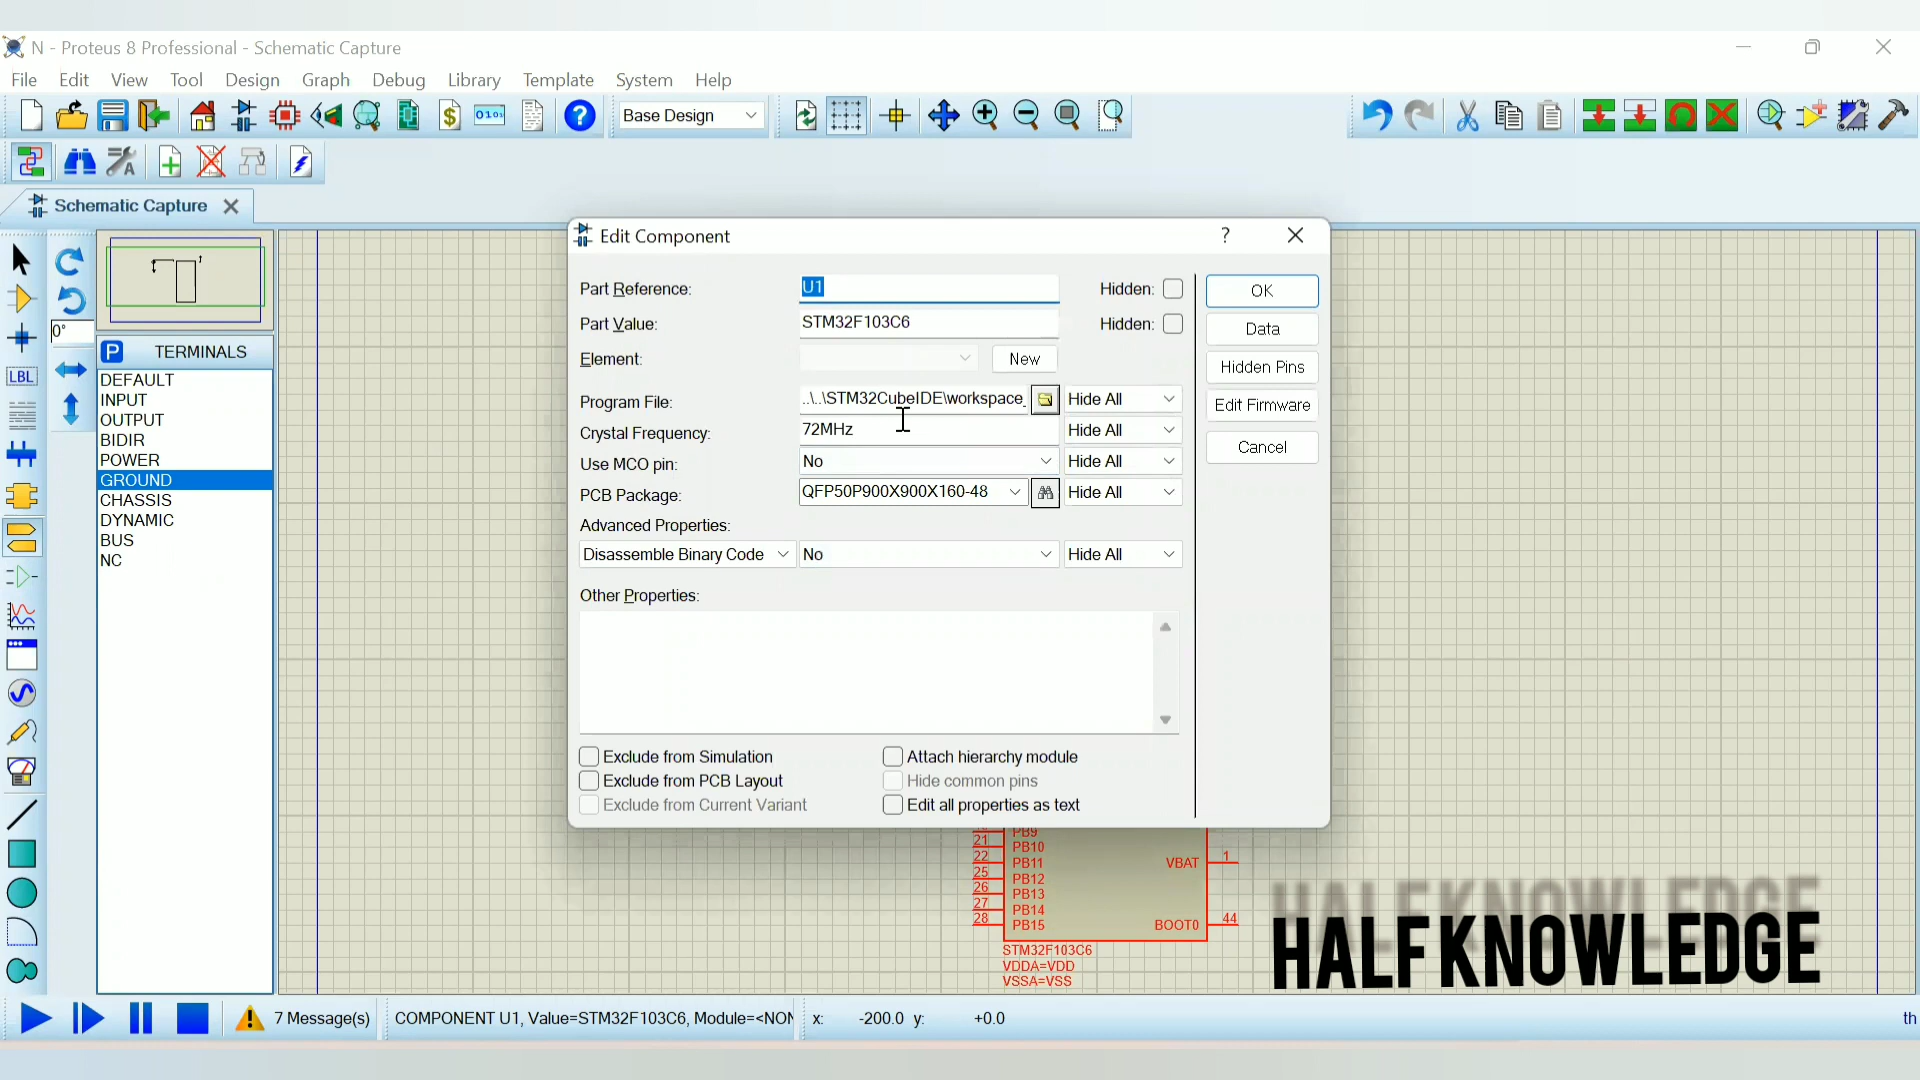 N - Proteus 8 Professional - Schematic Capture
File Edit View Tool Design Graph Debug Library Template System Help
Base Design
Schematic Capture
Edit Component
?
Part Reference:
U1
Hidden:
OK
Part Value:
STM32F103C6
Hidden:
Data
Element:
New
Hidden Pins
Program File:
..\..\STM32CubeIDE\workspace_
Hide All
Edit Firmware
Crystal Frequency:
72MHz
Hide All
Cancel
Use MCO pin:
No
Hide All
PCB Package:
QFP50P900X900X160-48
Hide All
Advanced Properties:
Disassemble Binary Code
No
Hide All
Other Properties:
Exclude from Simulation
Attach hierarchy module
Exclude from PCB Layout
Hide common pins
Exclude from Current Variant
Edit all properties as text
0°
LBL
P TERMINALS
DEFAULT
INPUT
OUTPUT
BIDIR
POWER
GROUND
CHASSIS
DYNAMIC
BUS
NC
PB9
21 PB10
22 PB11
25 PB12
26 PB13
27 PB14
28 PB15
VBAT 1
BOOT0 44
STM32F103C6
VDDA=VDD
VSSA=VSS
HALFKNOWLEDGE
7 Message(s)
COMPONENT U1, Value=STM32F103C6, Module=<NON
x: -200.0 y: +0.0
th